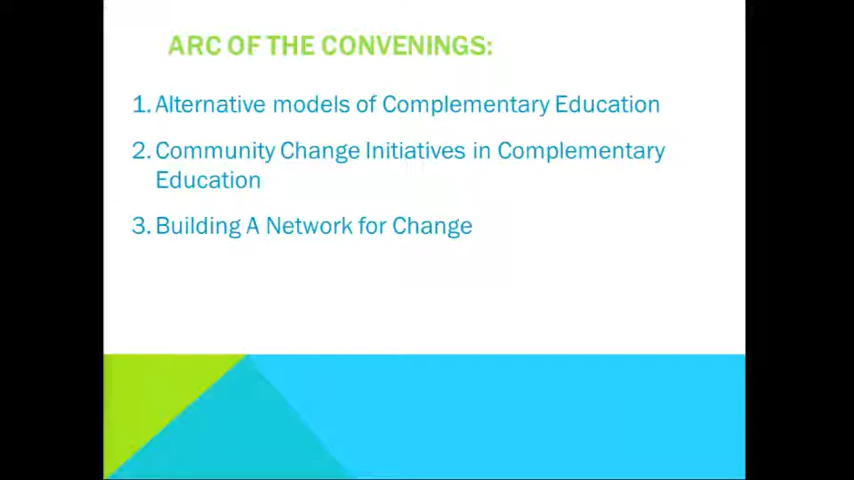 ARC OF THE CONVENINGS:
1. Alternative models of Complementary Education
2. Community Change Initiatives in Complementary
Education
3. Building A Network for Change